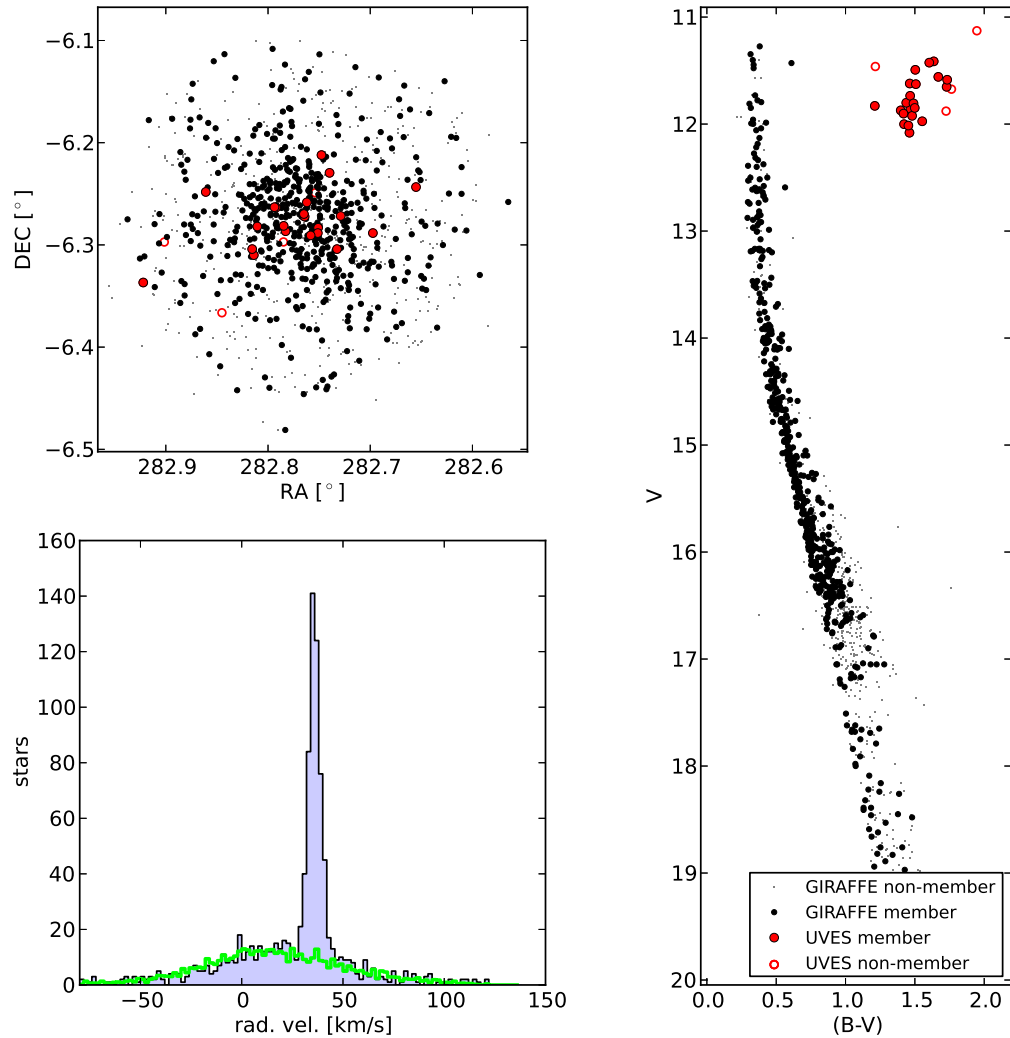 −6.1
−6.2
−6.3
−6.4
−6.5
DEC [°]
282.9 282.8 282.7 282.6
RA [°]
160
140
120
100
80
60
40
20
0
stars
−50 0 50 100 150
rad. vel. [km/s]
11
12
13
14
15
16
17
18
19
20
V
GIRAFFE non-member
GIRAFFE member
UVES member
UVES non-member
0.0 0.5 1.0 1.5 2.0
(B-V)